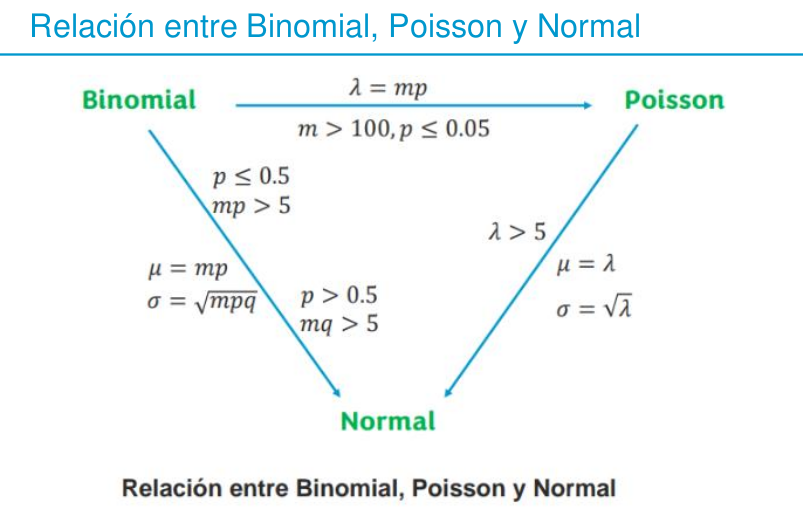 Relación entre Binomial, Poisson y Normal
λ = mp
Binomial
Poisson
m > 100, p ≤ 0.05
p ≤ 0.5
mp > 5
λ > 5
μ = mp
σ = √mpq
μ = λ
σ = √λ
p > 0.5
mq > 5
Normal
Relación entre Binomial, Poisson y Normal